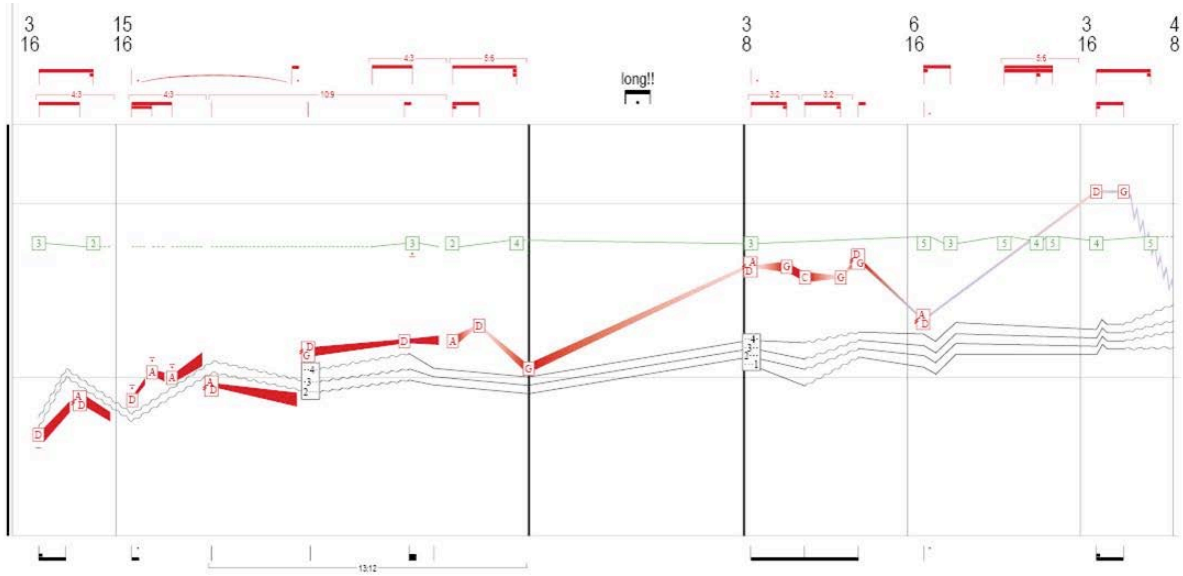 3 15 3 6 3 4
16 16 8 16 16 8
4:3 5:6 5:6
long!!
4:3 4:3 10:9 3:2 3:2
D G
3 2 3 2 4 3 5 3 5 4 5 4 5
A D G C G D G
D A D
D G D A G A D
4 3 2 1
A A D A D 4 3 2
D A D
13:12